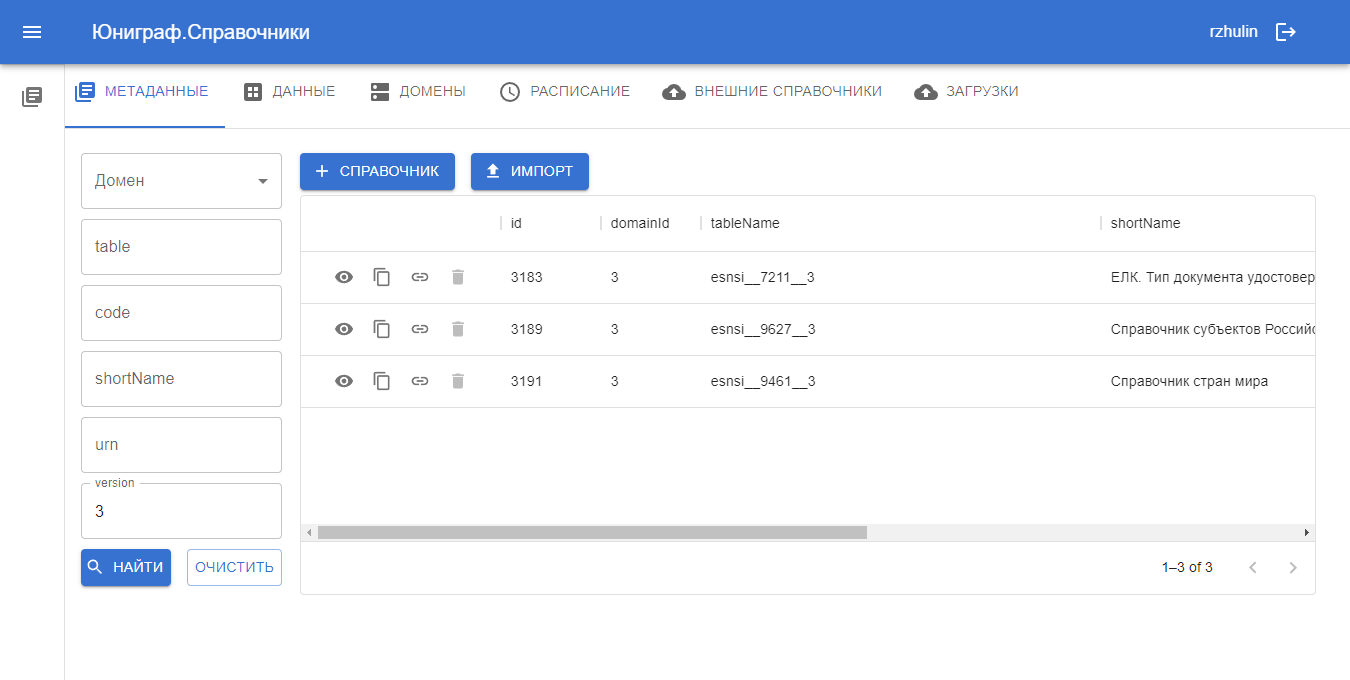 Юниграф.Справочники
rzhulin
МЕТАДАННЫЕ ДАННЫЕ ДОМЕНЫ РАСПИСАНИЕ ВНЕШНИЕ СПРАВОЧНИКИ ЗАГРУЗКИ
Домен
table
code
shortName
urn
version
3
НАЙТИ ОЧИСТИТЬ
СПРАВОЧНИК ИМПОРТ
id domainId tableName shortName
3183 3 esnsi__7211__3 ЕЛК. Тип документа удостовер
3189 3 esnsi__9627__3 Справочник субъектов Российс
3191 3 esnsi__9461__3 Справочник стран мира
1–3 of 3